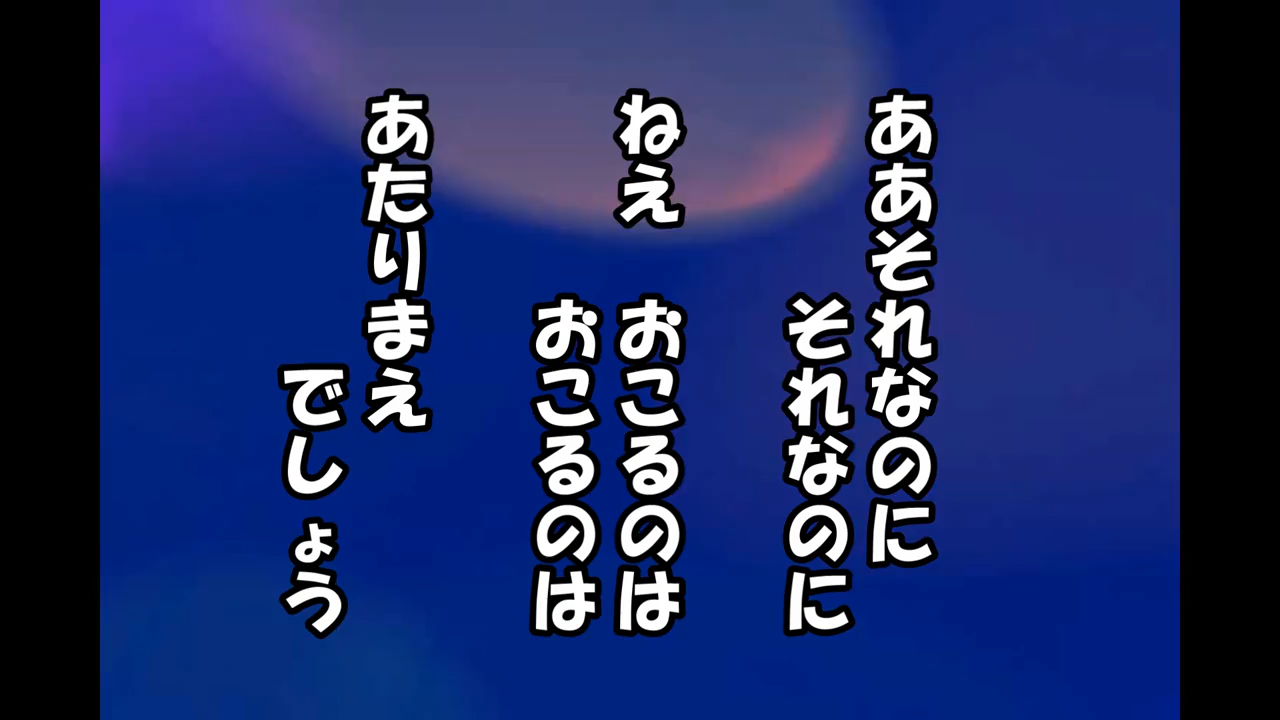 ああそれなのに
それなのに
ねえ　おこるのは
おこるのは
あたりまえ
でしょう